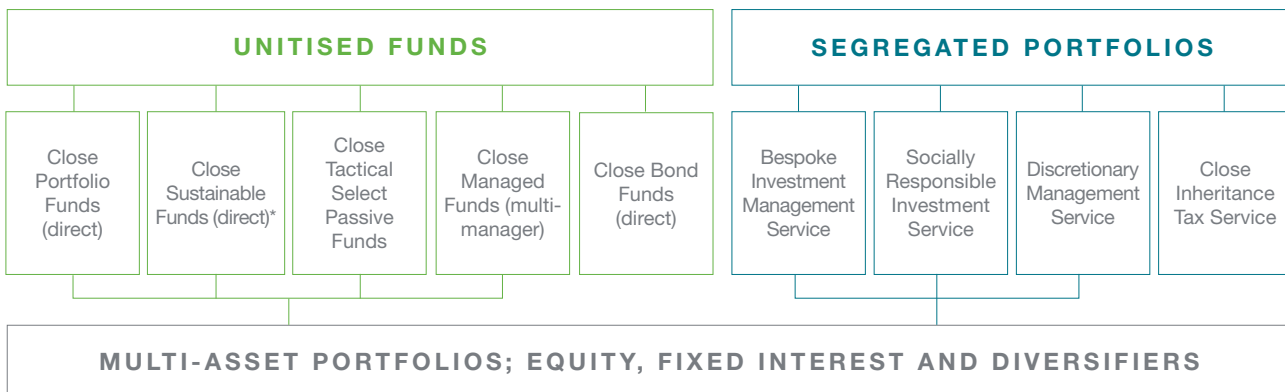 UNITISED FUNDS
SEGREGATED PORTFOLIOS
Close
Portfolio
Funds
(direct)
Close
Sustainable
Funds (direct)*
Close
Tactical
Select
Passive
Funds
Close
Managed
Funds (multi-
manager)
Close Bond
Funds
(direct)
Bespoke
Investment
Management
Service
Socially
Responsible
Investment
Service
Discretionary
Management
Service
Close
Inheritance
Tax Service
MULTI-ASSET PORTFOLIOS; EQUITY, FIXED INTEREST AND DIVERSIFIERS